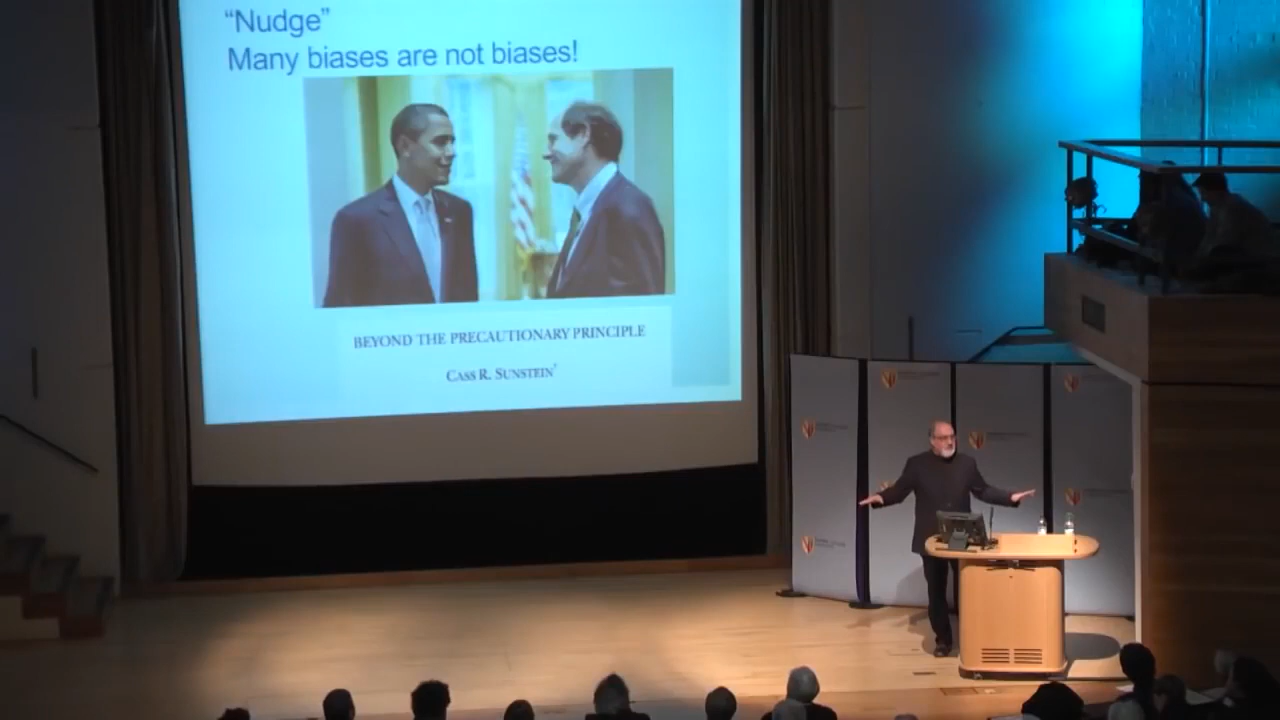 “Nudge”
Many biases are not biases!
BEYOND THE PRECAUTIONARY PRINCIPLE
CASS R. SUNSTEIN†